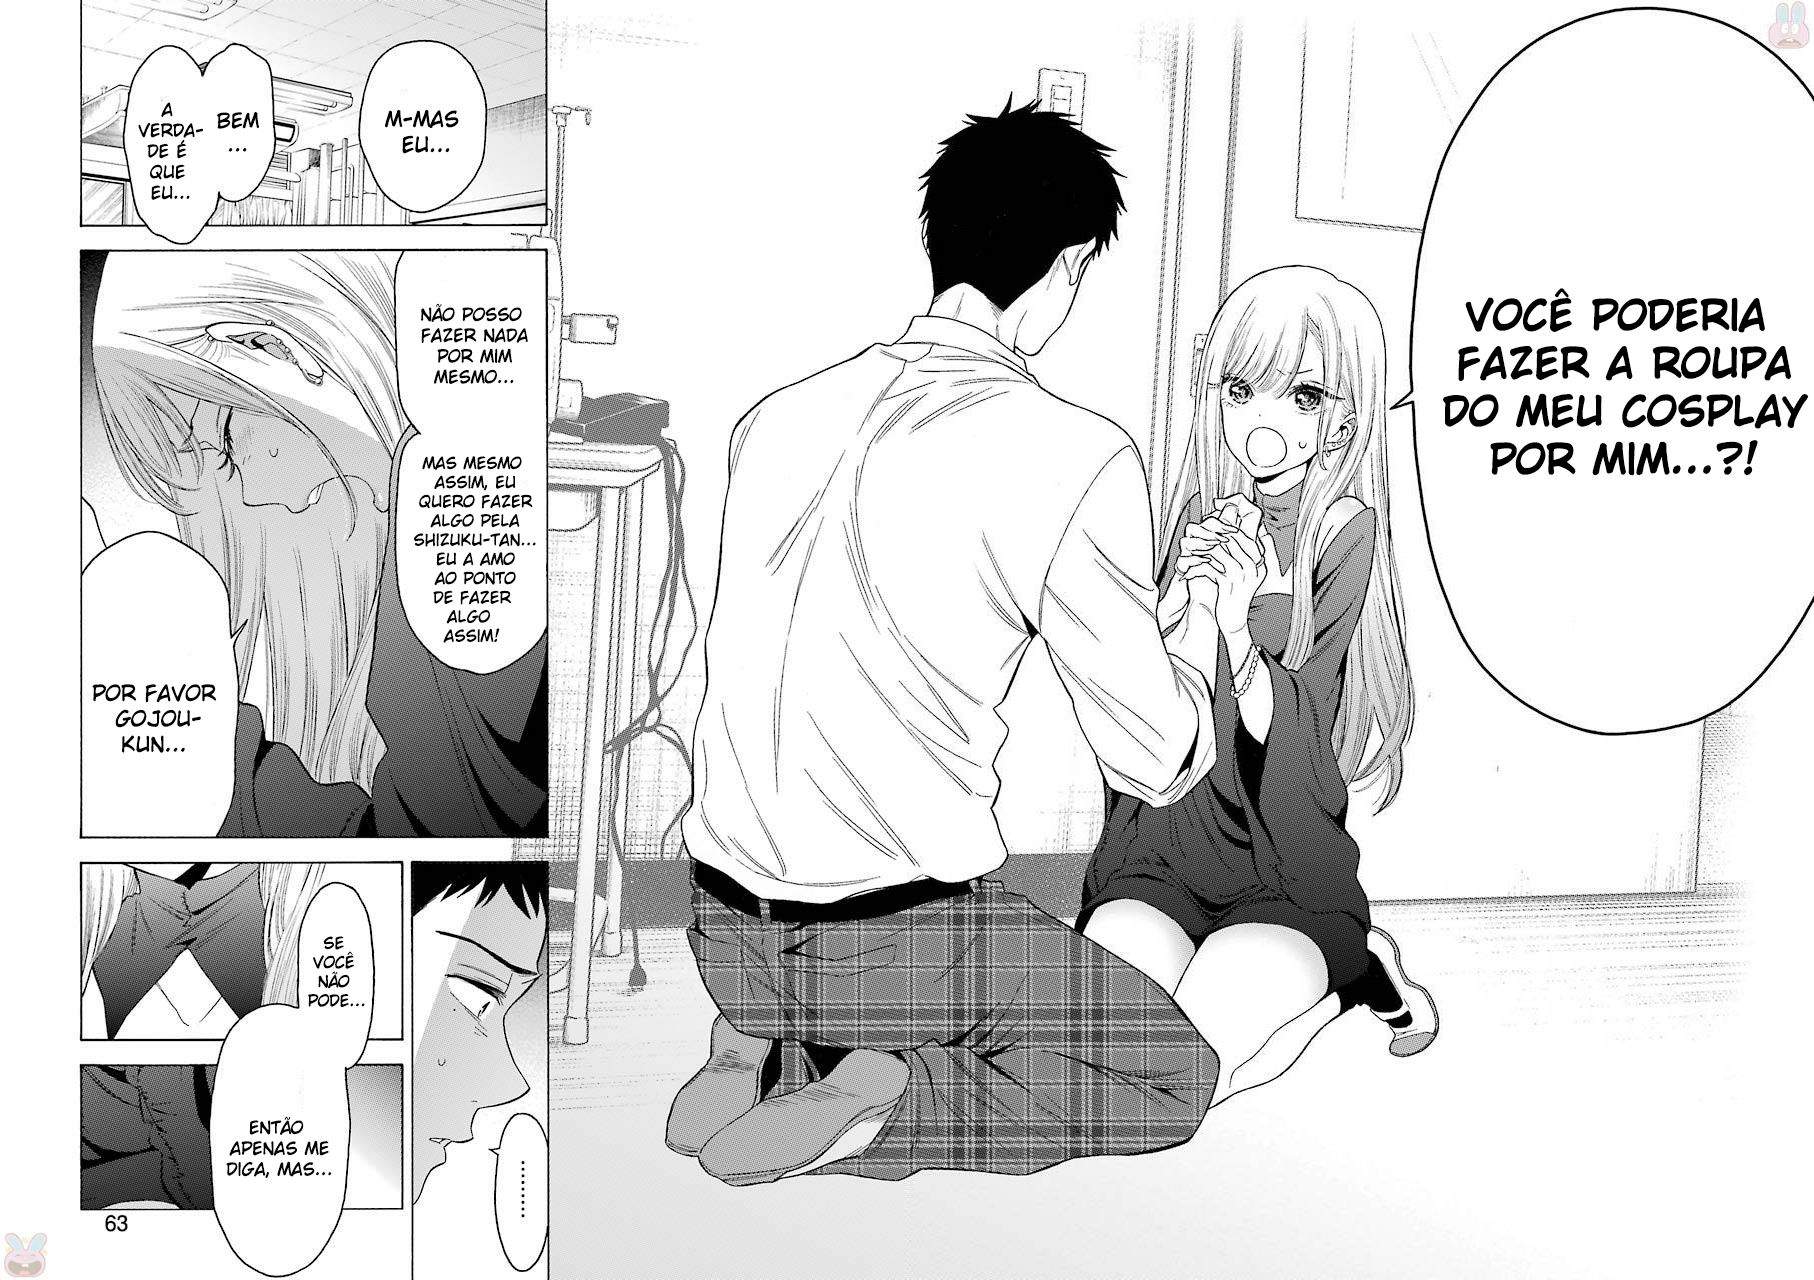 VOCÊ PODERIA
FAZER A ROUPA
DO MEU COSPLAY
POR MIM...?!
M-MAS
EU...
BEM
...
A
VERDA-
DE É
QUE
EU...
NÃO POSSO
FAZER NADA
POR MIM
MESMO...
MAS MESMO
ASSIM, EU
QUERO FAZER
ALGO PELA
SHIZUKU-TAN...
EU A AMO
AO PONTO
DE FAZER
ALGO
ASSIM!
POR FAVOR
GOJOU-
KUN...
SE
VOCÊ
NÃO
PODE...
ENTÃO
APENAS ME
DIGA, MAS...
.........
63